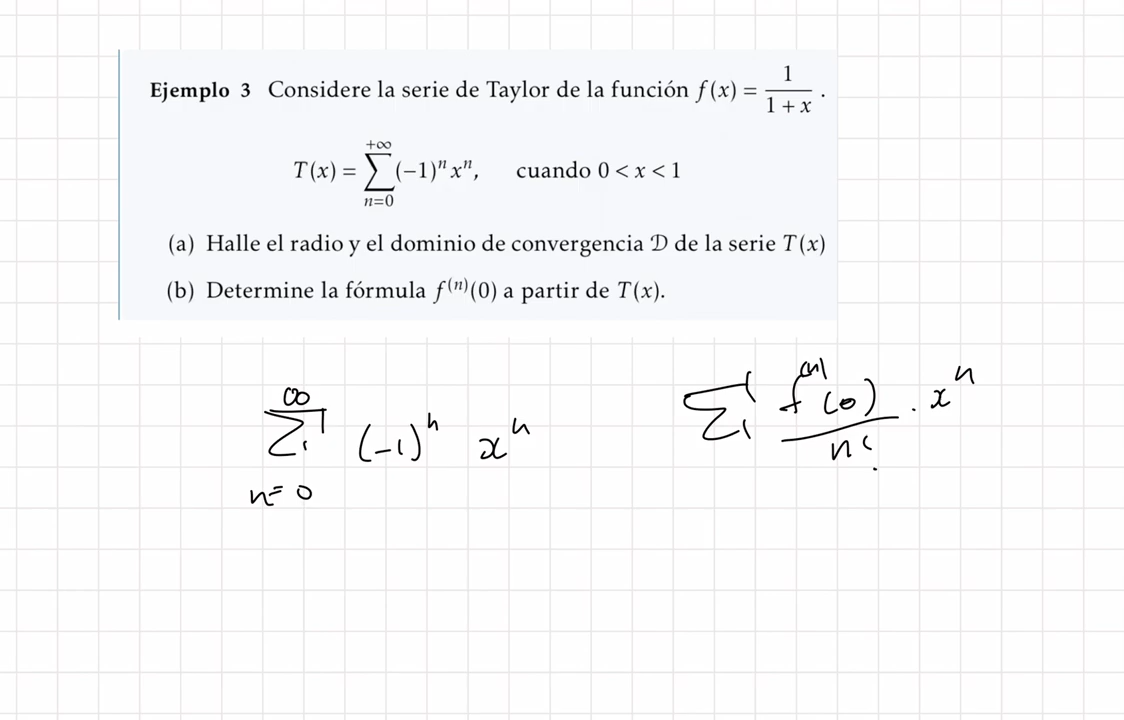 Ejemplo 3 Considere la serie de Taylor de la función f(x) = 1/(1 + x) .
T(x) = ∑_{n=0}^{+∞} (−1)^n x^n, cuando 0 < x < 1
(a) Halle el radio y el dominio de convergencia 𝒟 de la serie T(x)
(b) Determine la fórmula f^{(n)}(0) a partir de T(x).
∑_{n=0}^{∞} (-1)^n x^n
∑ f^{(n)}(0)/n! . x^n